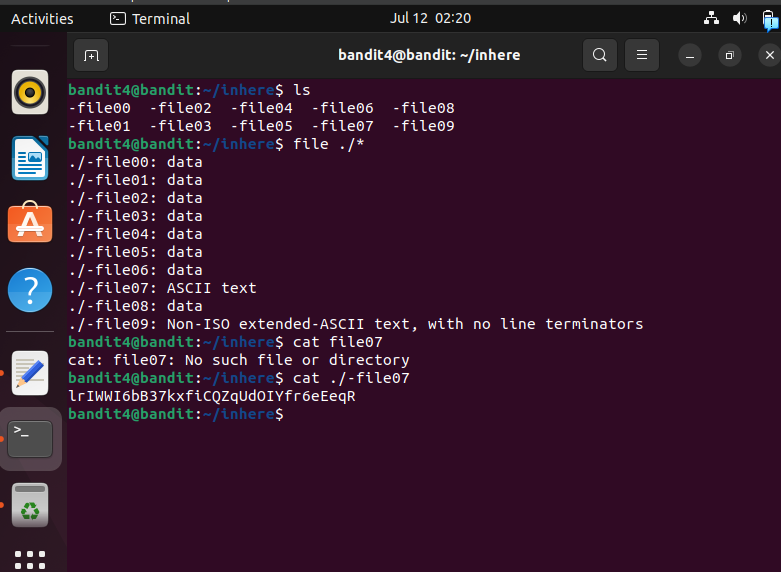 Activities Terminal Jul 12 02:20
bandit4@bandit: ~/inhere
bandit4@bandit:~/inhere$ ls
-file00 -file02 -file04 -file06 -file08
-file01 -file03 -file05 -file07 -file09
bandit4@bandit:~/inhere$ file ./*
./-file00: data
./-file01: data
./-file02: data
./-file03: data
./-file04: data
./-file05: data
./-file06: data
./-file07: ASCII text
./-file08: data
./-file09: Non-ISO extended-ASCII text, with no line terminators
bandit4@bandit:~/inhere$ cat file07
cat: file07: No such file or directory
bandit4@bandit:~/inhere$ cat ./-file07
lrIWWI6bB37kxfiCQZqUdOIYfr6eEeqR
bandit4@bandit:~/inhere$